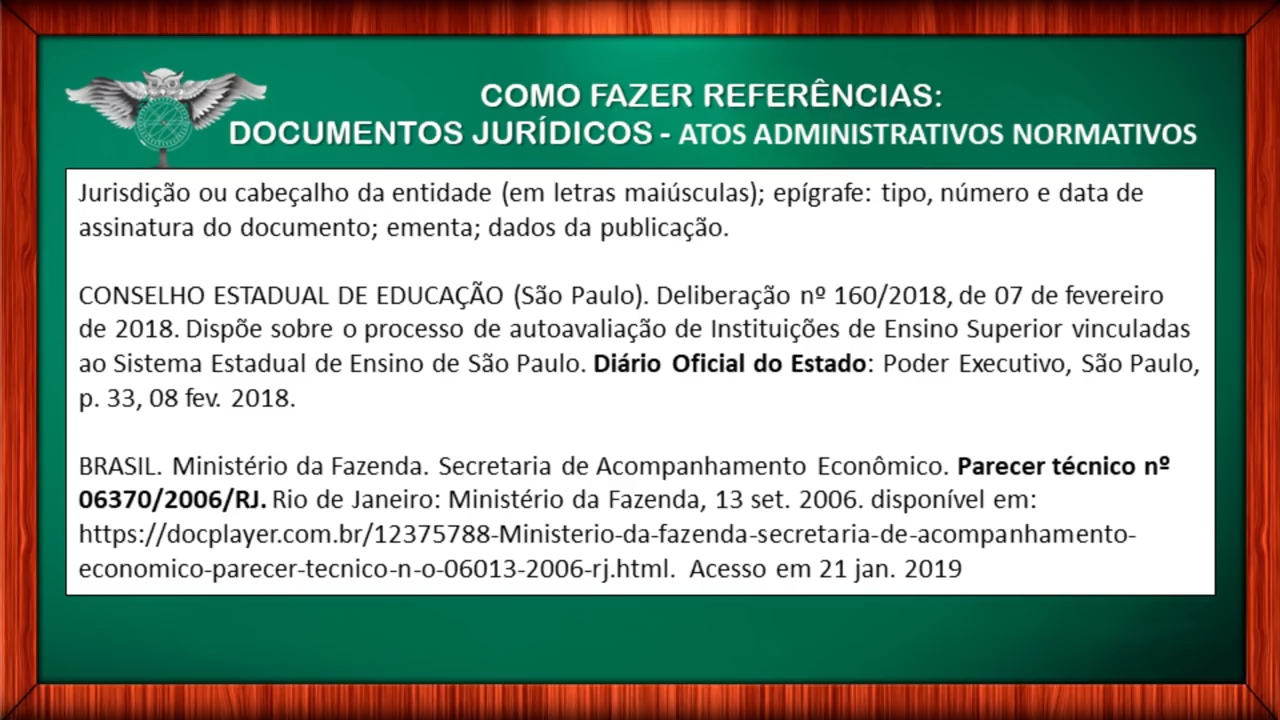 COMO FAZER REFERÊNCIAS:
DOCUMENTOS JURÍDICOS - ATOS ADMINISTRATIVOS NORMATIVOS
Jurisdição ou cabeçalho da entidade (em letras maiúsculas); epígrafe: tipo, número e data de
assinatura do documento; ementa; dados da publicação.
CONSELHO ESTADUAL DE EDUCAÇÃO (São Paulo). Deliberação nº 160/2018, de 07 de fevereiro
de 2018. Dispõe sobre o processo de autoavaliação de Instituições de Ensino Superior vinculadas
ao Sistema Estadual de Ensino de São Paulo. Diário Oficial do Estado: Poder Executivo, São Paulo,
p. 33, 08 fev. 2018.
BRASIL. Ministério da Fazenda. Secretaria de Acompanhamento Econômico. Parecer técnico nº
06370/2006/RJ. Rio de Janeiro: Ministério da Fazenda, 13 set. 2006. disponível em:
https://docplayer.com.br/12375788-Ministerio-da-fazenda-secretaria-de-acompanhamento-
economico-parecer-tecnico-n-o-06013-2006-rj.html. Acesso em 21 jan. 2019